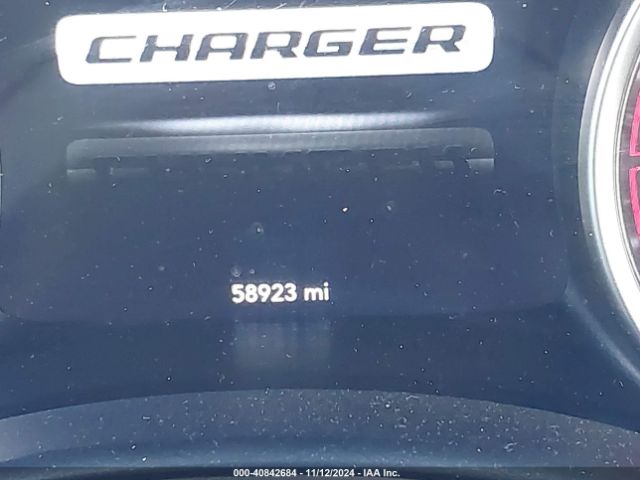 CHARGER
58923 mi
000-40842684 - 11/12/2024 - IAA Inc.